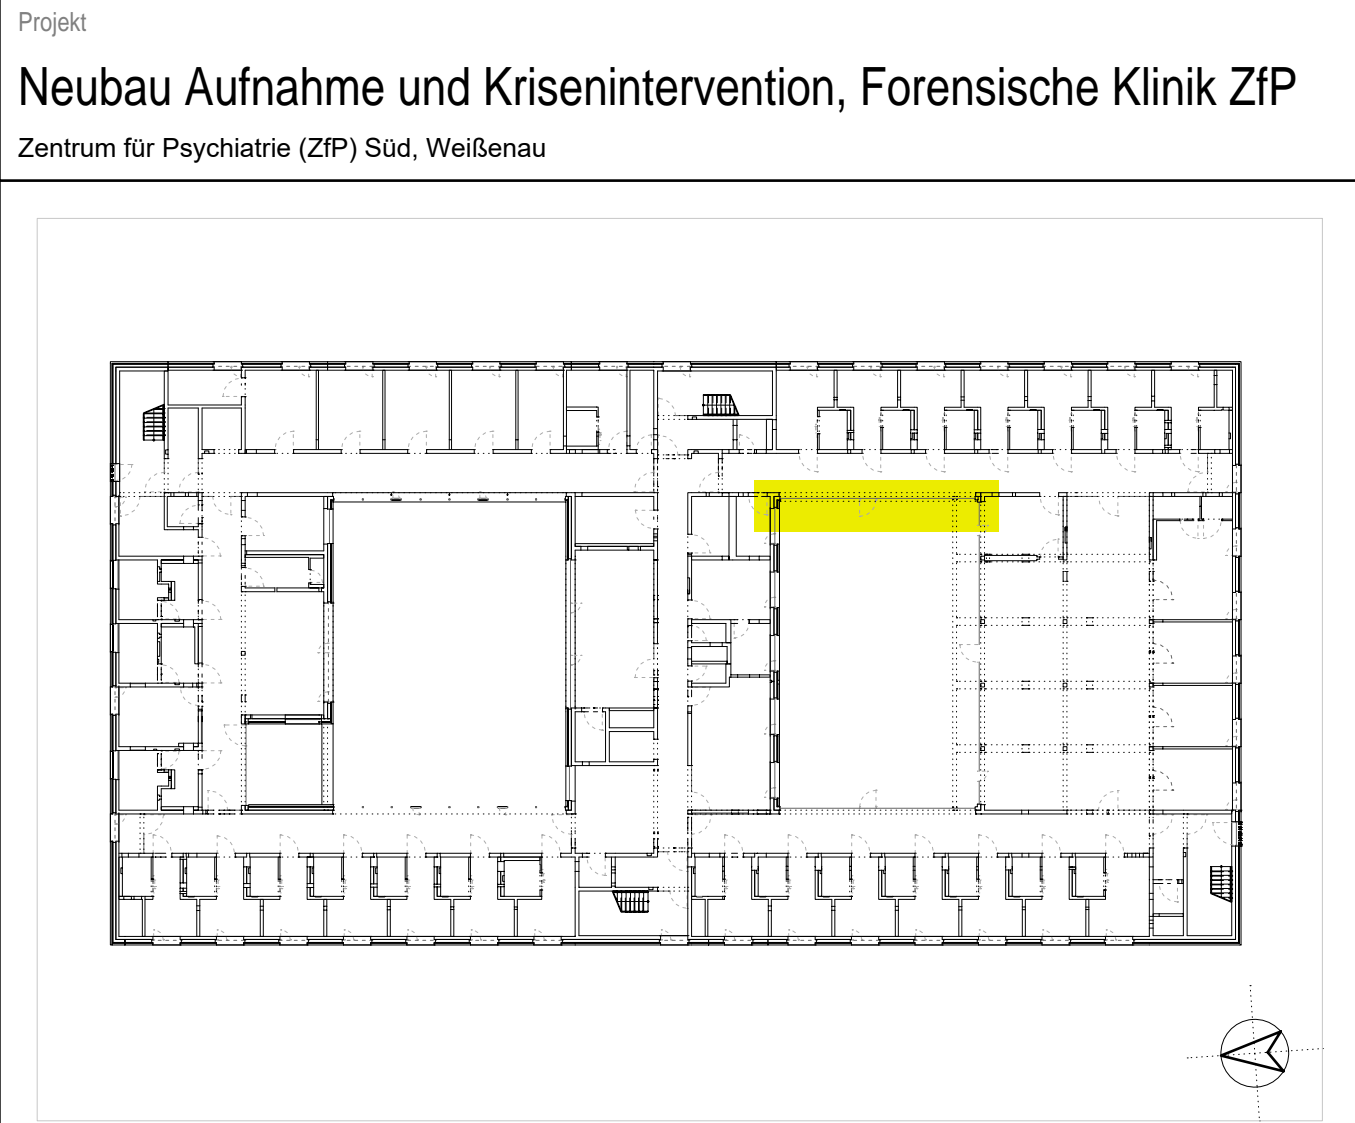 Projekt
Neubau Aufnahme und Krisenintervention, Forensische Klinik ZfP
Zentrum für Psychiatrie (ZfP) Süd, Weißenau